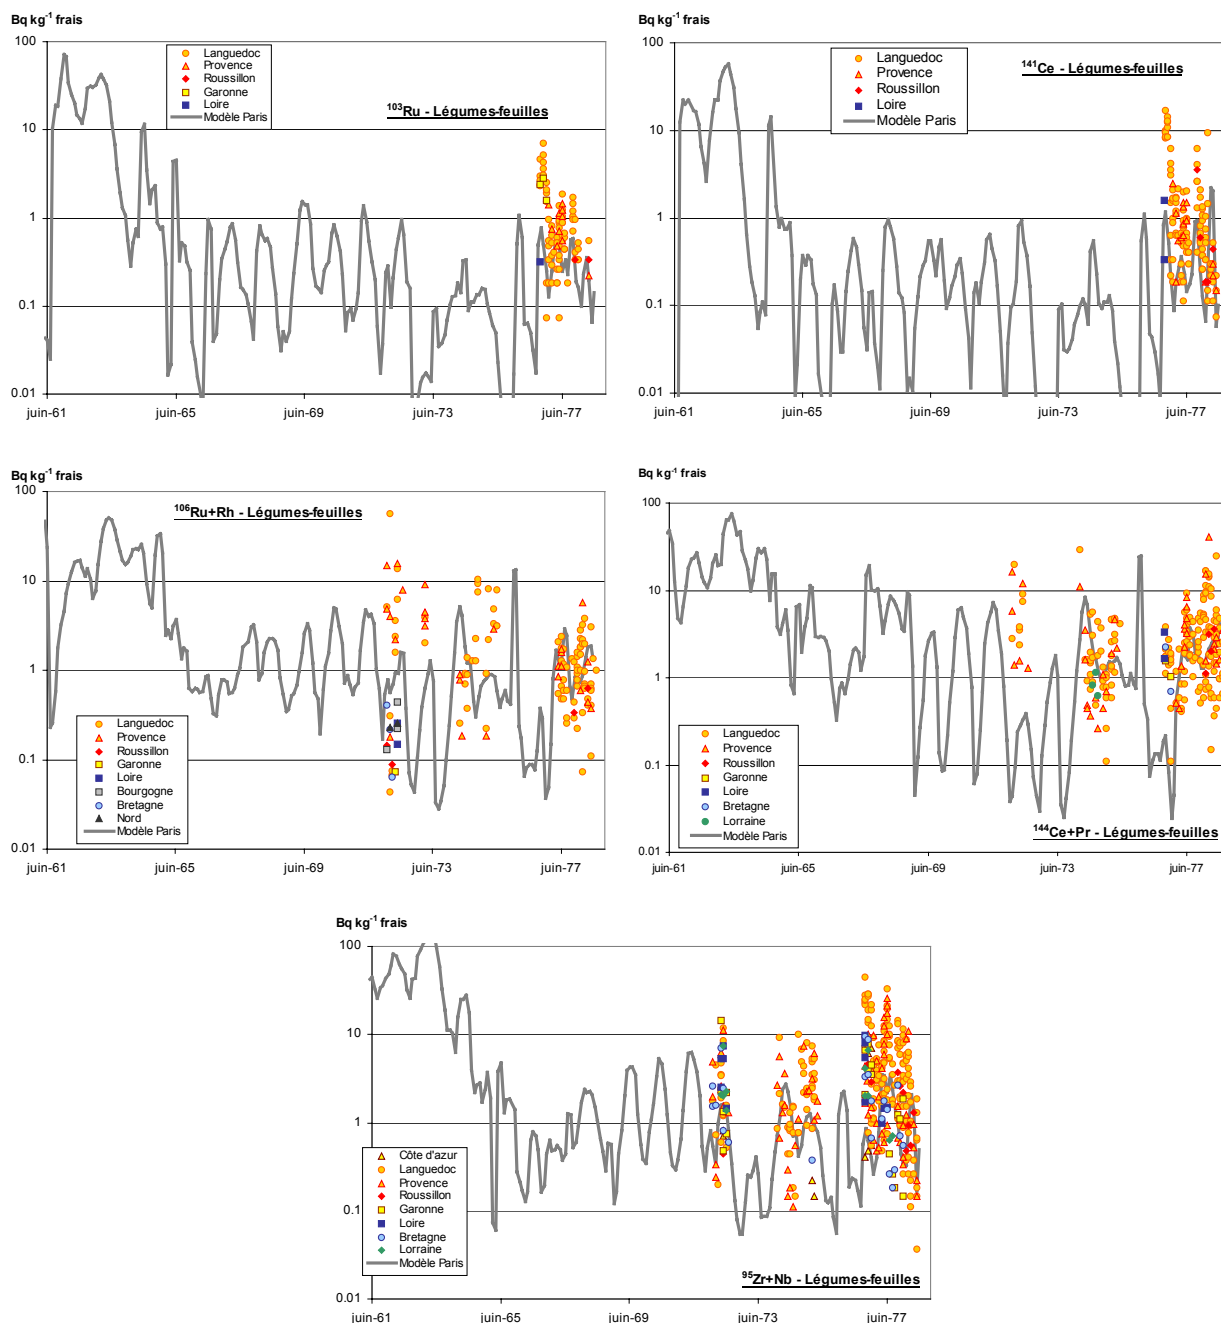 Bq kg⁻¹ frais
100
10
1
0.1
0.01
juin-61
juin-65
juin-69
juin-73
juin-77
Languedoc
Provence
Roussillon
Garonne
Loire
Modèle Paris
¹⁰³Ru - Légumes-feuilles
Bq kg⁻¹ frais
100
10
1
0.1
0.01
juin-61
juin-65
juin-69
juin-73
juin-77
Languedoc
Provence
Roussillon
Loire
Modèle Paris
¹⁴¹Ce - Légumes-feuilles
Bq kg⁻¹ frais
100
10
1
0.1
0.01
juin-61
juin-65
juin-69
juin-73
juin-77
¹⁰⁶Ru+Rh - Légumes-feuilles
Languedoc
Provence
Roussillon
Garonne
Loire
Bourgogne
Bretagne
Nord
Modèle Paris
Bq kg⁻¹ frais
100
10
1
0.1
0.01
juin-61
juin-65
juin-69
juin-73
juin-77
Languedoc
Provence
Roussillon
Garonne
Loire
Bretagne
Lorraine
Modèle Paris
¹⁴⁴Ce+Pr - Légumes-feuilles
Bq kg⁻¹ frais
100
10
1
0.1
0.01
juin-61
juin-65
juin-69
juin-73
juin-77
Côte d'azur
Languedoc
Provence
Roussillon
Garonne
Loire
Bretagne
Lorraine
Modèle Paris
⁹⁵Zr+Nb - Légumes-feuilles